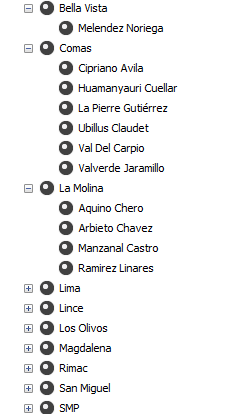 Bella Vista
Melendez Noriega
Comas
Cipriano Avila
Huamanyauri Cuellar
La Pierre Gutiérrez
Ubillus Claudet
Val Del Carpio
Valverde Jaramillo
La Molina
Aquino Chero
Arbieto Chavez
Manzanal Castro
Ramirez Linares
Lima
Lince
Los Olivos
Magdalena
Rimac
San Miguel
SMP